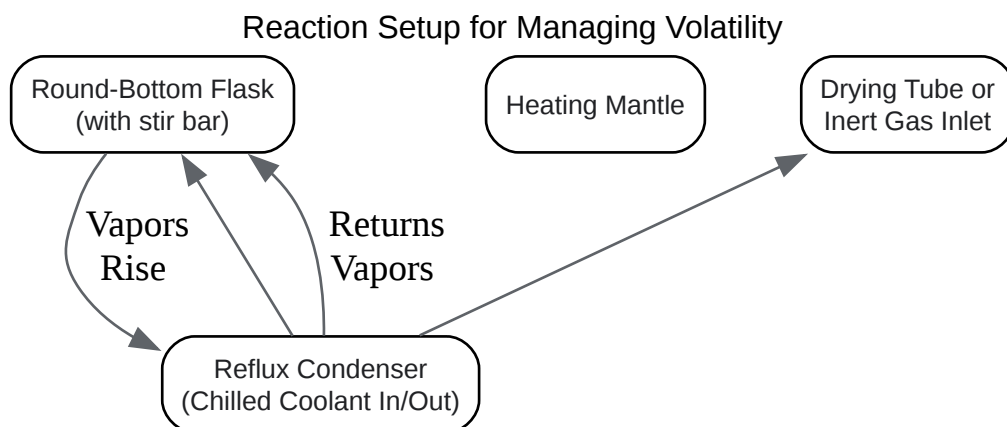 Reaction Setup for Managing Volatility
Round-Bottom Flask
(with stir bar)
Heating Mantle
Drying Tube or
Inert Gas Inlet
Vapors
Rise
Returns
Vapors
Reflux Condenser
(Chilled Coolant In/Out)